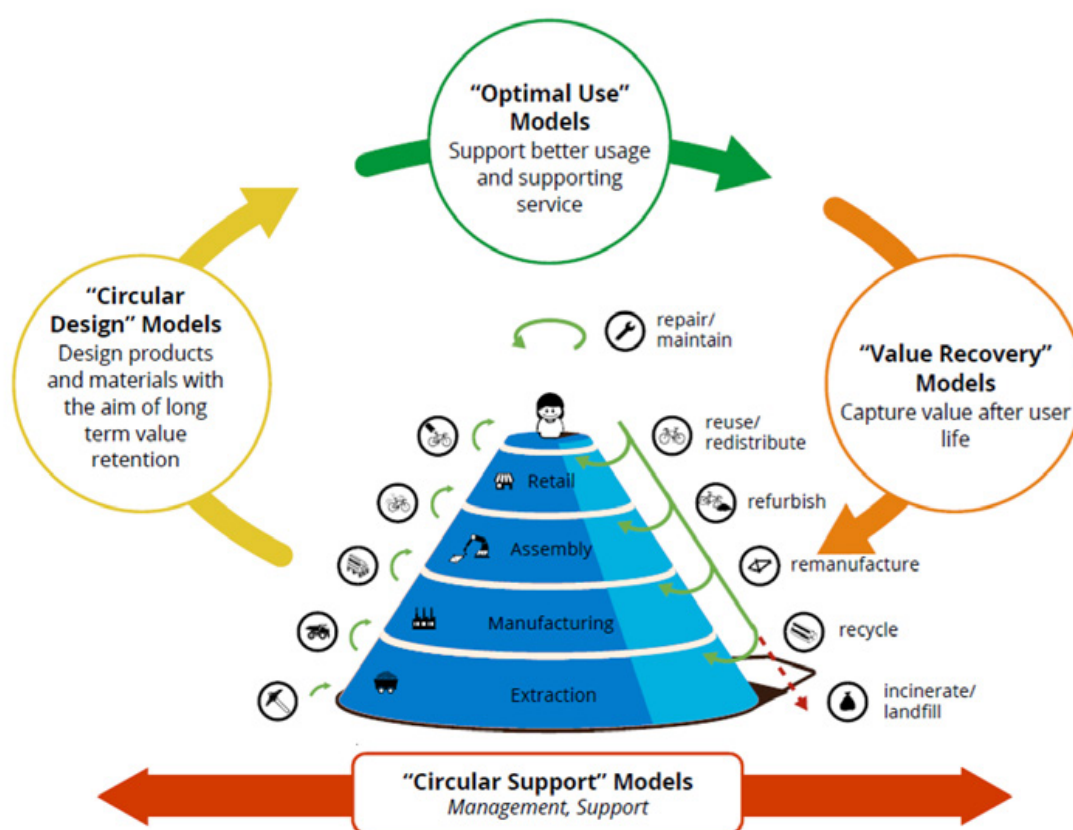 “Optimal Use”
Models
Support better usage
and supporting
service
“Circular
Design” Models
Design products
and materials with
the aim of long
term value
retention
“Value Recovery”
Models
Capture value after user
life
repair/
maintain
reuse/
redistribute
Retail
refurbish
Assembly
remanufacture
Manufacturing
recycle
Extraction
incinerate/
landfill
“Circular Support” Models
Management, Support